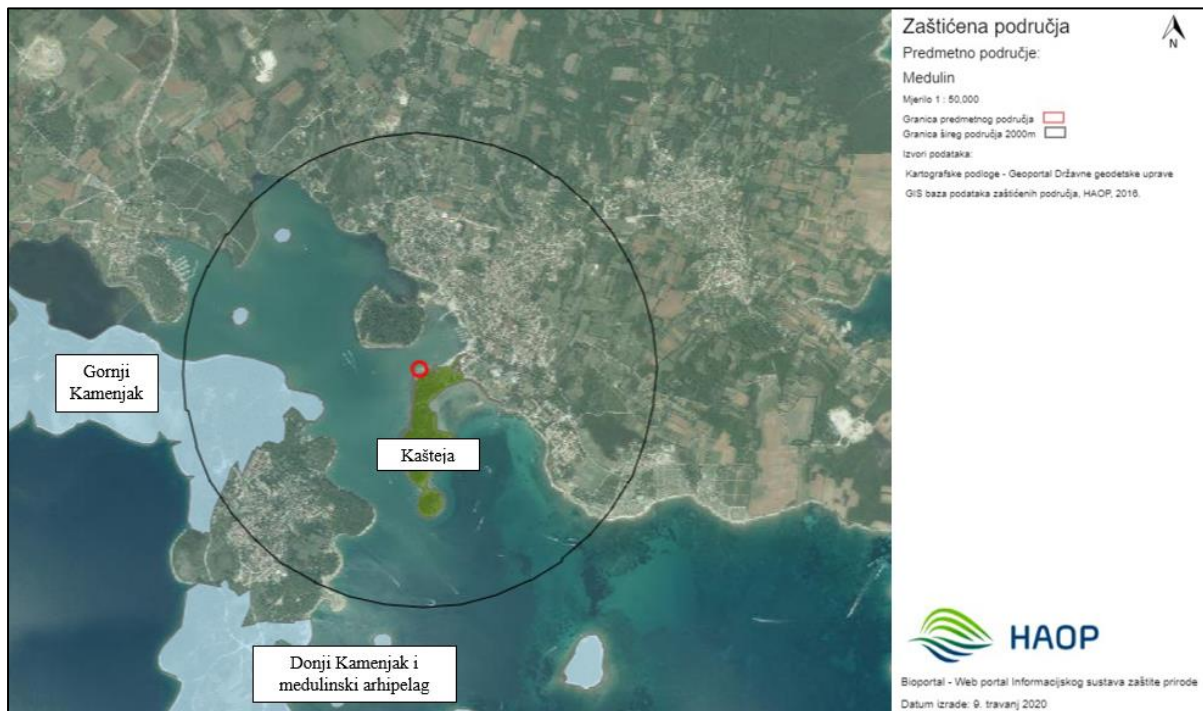 Zaštićena područja
N
Predmetno područje:
Medulin
Mjerilo 1 : 50,000
Granica predmetnog područja
Granica šireg područja 2000m
Izvori podataka:
Kartografske podloge - Geoportal Državne geodetske uprave
GIS baza podataka zaštićenih područja, HAOP, 2016.
Gornji
Kamenjak
Kašteja
Donji Kamenjak i
medulinski arhipelag
HAOP
Bioportal - Web portal Informacijskog sustava zaštite prirode
Datum izrade: 9. travanj 2020